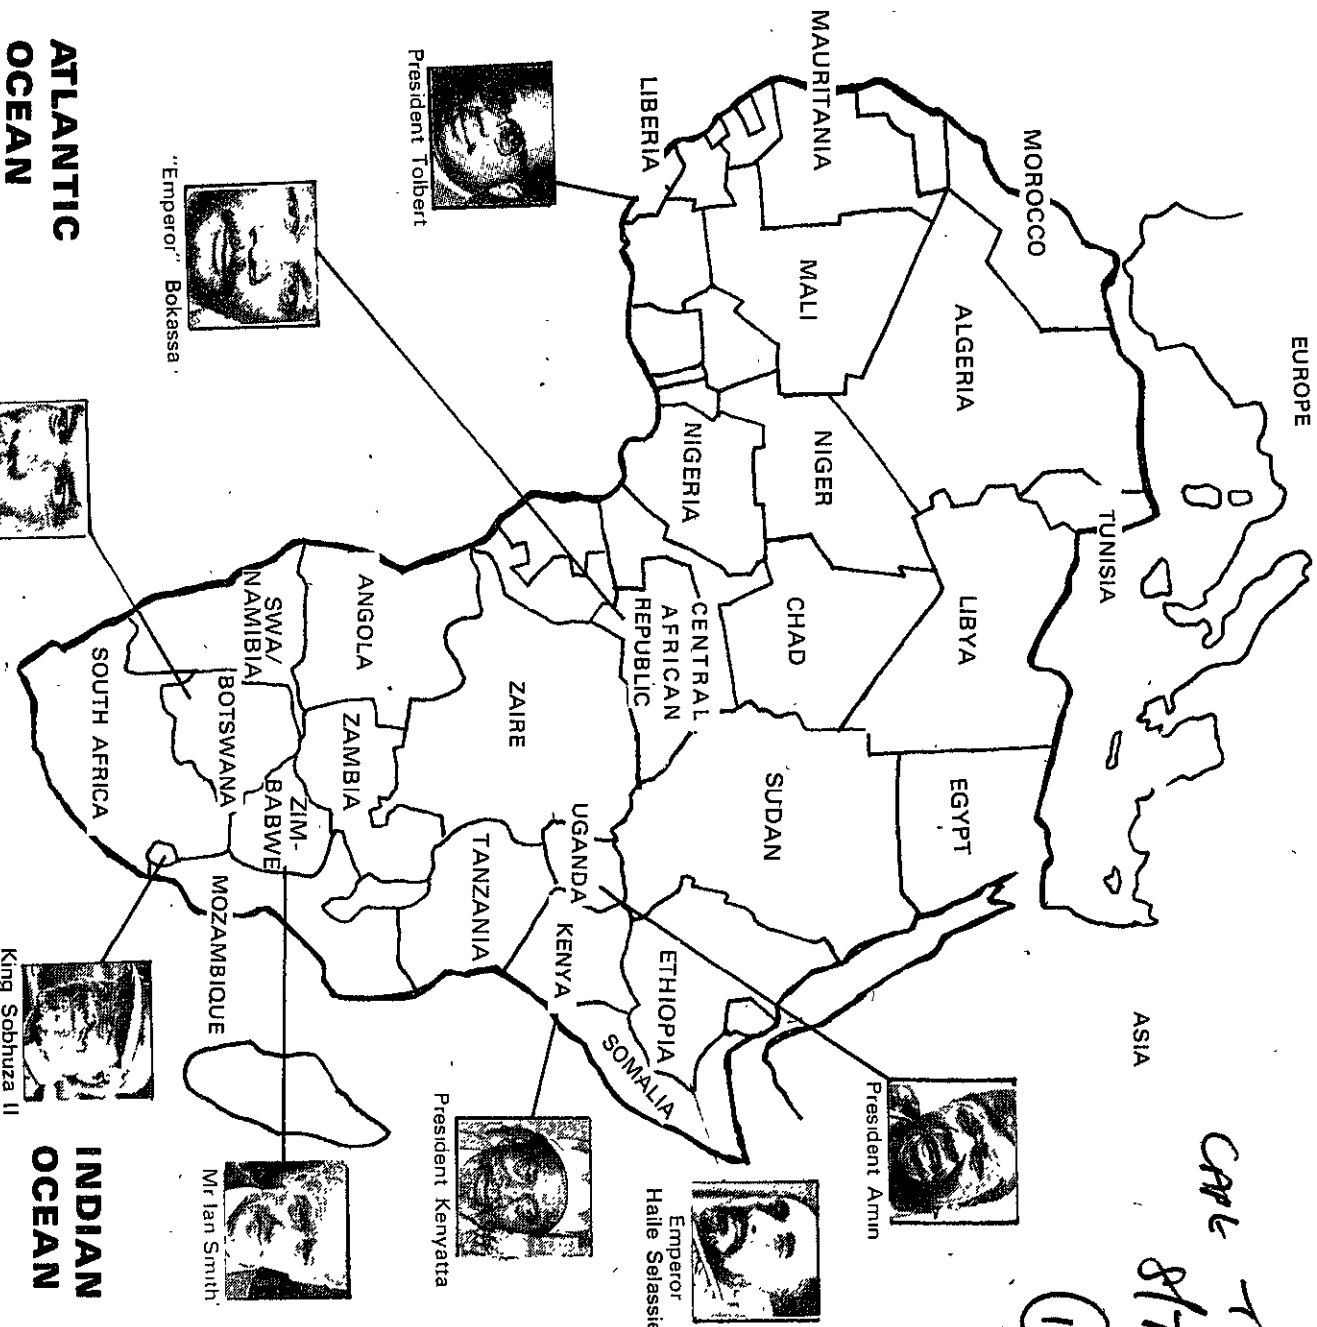 EUROPE
ASIA
MOROCCO
TUNISIA
ALGERIA
LIBYA
EGYPT
MAURITANIA
MALI
NIGER
CHAD
SUDAN
LIBERIA
NIGERIA
CENTRAL
AFRICAN
REPUBLIC
ETHIOPIA
SOMALIA
UGANDA
KENYA
ZAIRE
TANZANIA
ANGOLA
ZAMBIA
SWA/
NAMIBIA
BOTSWANA
ZIM-
BABWE
MOZAMBIQUE
SOUTH AFRICA
ATLANTIC
OCEAN
INDIAN
OCEAN
President Tolbert
"Emperor" Bokassa
President Amin
Emperor
Haile Selassie
President Kenyatta
Mr Ian Smith
King Sobhuza II
CAPE T